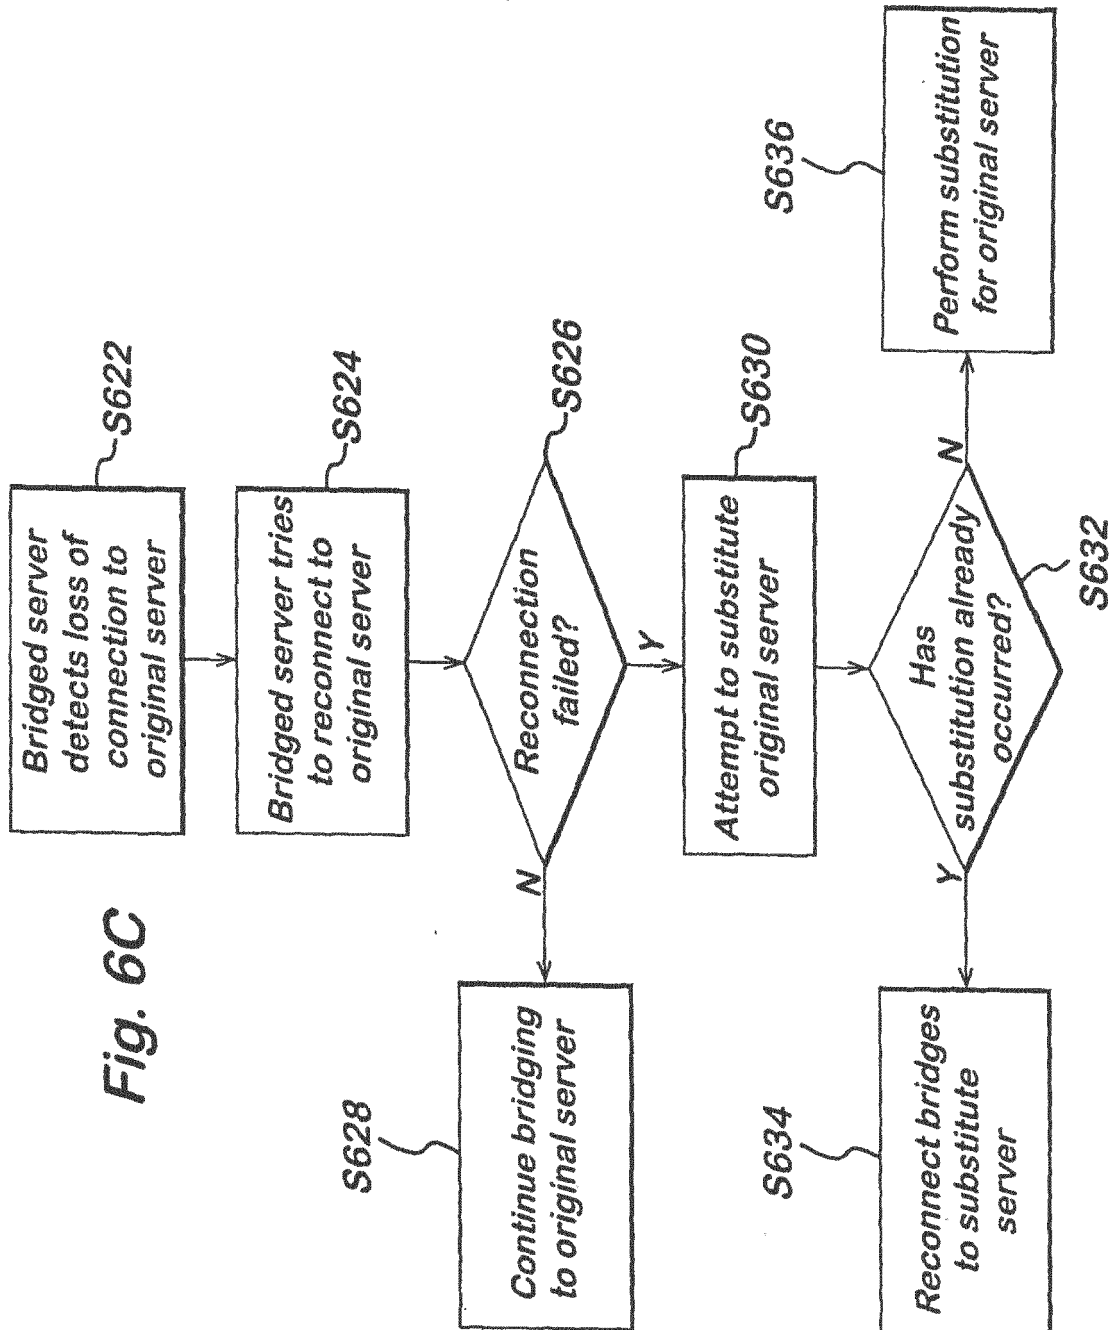 Fig. 6C
Bridged server
detects loss of
connection to
original server
S622
Bridged server tries
to reconnect to
original server
S624
Reconnection
failed?
S626
N
Y
Continue bridging
to original server
S628
Attempt to substitute
original server
S630
Has
substitution already
occurred?
S632
Y
N
Reconnect bridges
to substitute
server
S634
Perform substitution
for original server
S636